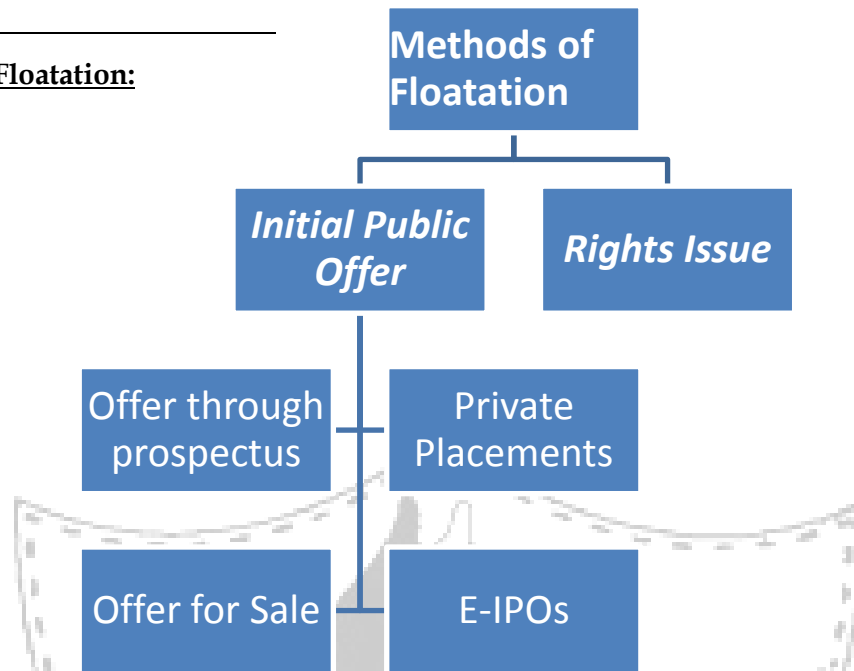 Floatation:
Methods of
Floatation
Initial Public
Offer
Rights Issue
Offer through
prospectus
Private
Placements
Offer for Sale
E-IPOs